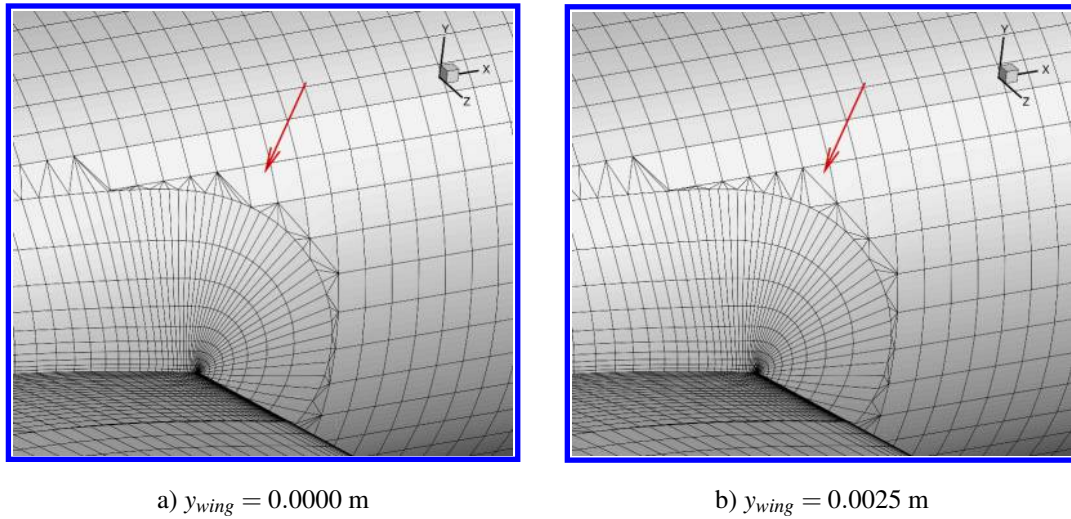 Y
X
Z
Y
X
Z
a) y_wing = 0.0000 m
b) y_wing = 0.0025 m